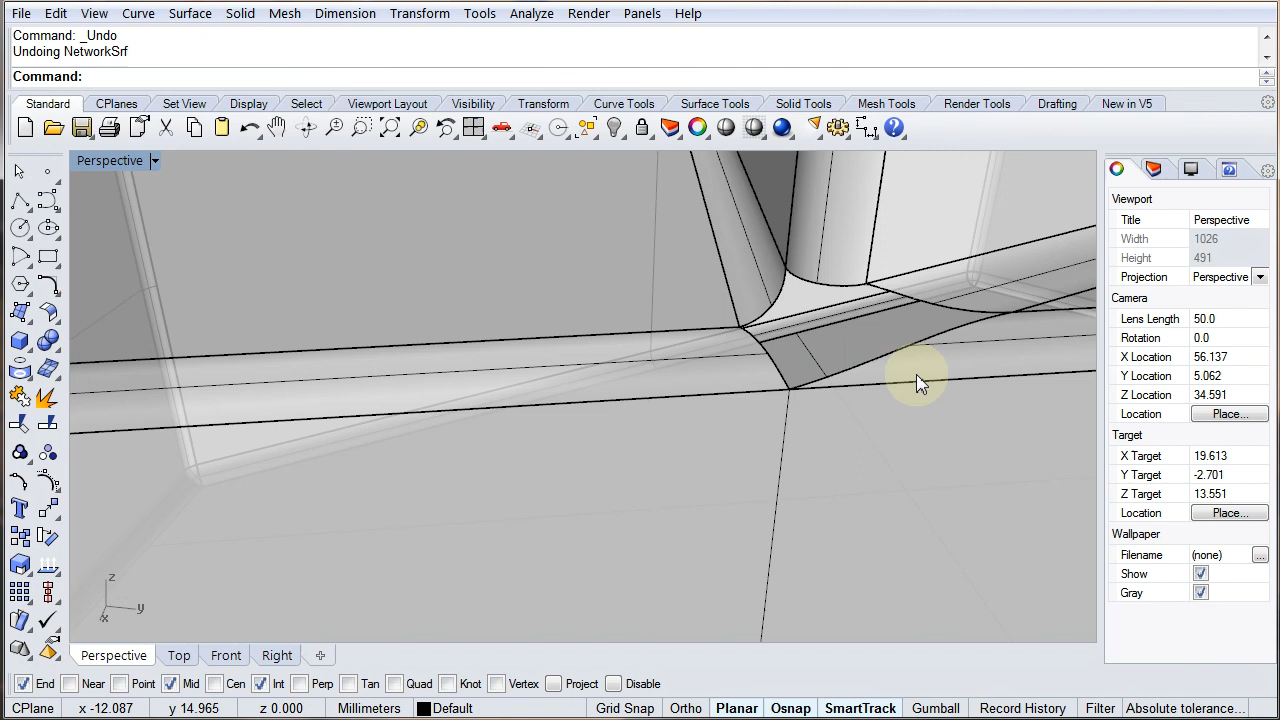 File Edit View Curve Surface Solid Mesh Dimension Transform Tools Analyze Render Panels Help
Command: _Undo
Undoing NetworkSrf
Command:
Standard CPlanes Set View Display Select Viewport Layout Visibility Transform Curve Tools Surface Tools Solid Tools Mesh Tools Render Tools Drafting New in V5
Perspective
Viewport
Title Perspective
Width 1026
Height 491
Projection Perspective
Camera
Lens Length 50.0
Rotation 0.0
X Location 56.137
Y Location 5.062
Z Location 34.591
Location Place...
Target
X Target 19.613
Y Target -2.701
Z Target 13.551
Location Place...
Wallpaper
Filename (none) ...
Show
Gray
z
y
x
Perspective Top Front Right
End Near Point Mid Cen Int Perp Tan Quad Knot Vertex Project Disable
CPlane x -12.087 y 14.965 z 0.000 Millimeters Default Grid Snap Ortho Planar Osnap SmartTrack Gumball Record History Filter Absolute tolerance...